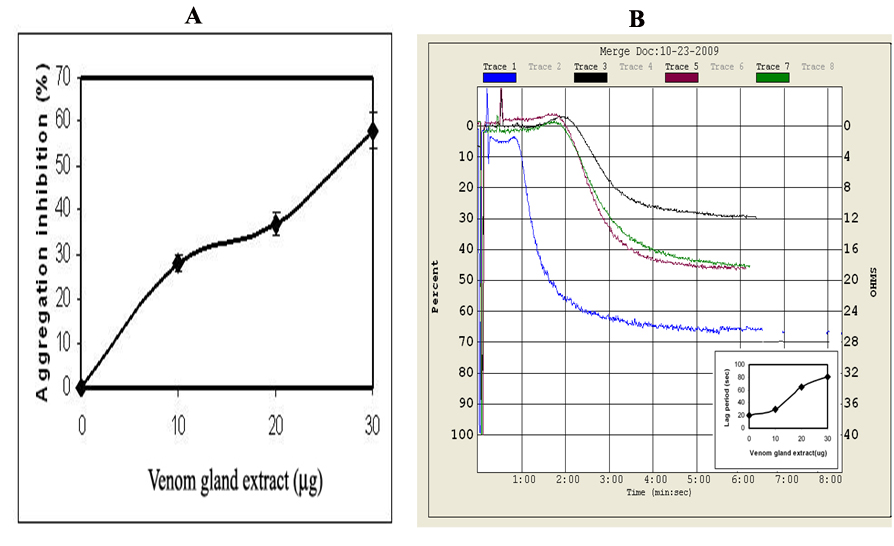 A
B
Aggregation inhibition (%)
70
60
50
40
30
20
10
0
0 10 20 30
Venom gland extract (µg)
Merge Doc:10-23-2009
Trace 1 Trace 2 Trace 3 Trace 4 Trace 5 Trace 6 Trace 7 Trace 8
Percent
0
10
20
30
40
50
60
70
80
90
100
0
4
8
12
16
20
24
28
32
36
40
OHMS
1:00 2:00 3:00 4:00 5:00 6:00 7:00 8:00
Time (min:sec)
Lag period (sec)
100
80
60
40
20
0
0 10 20 30
Venom gland extract(ug)